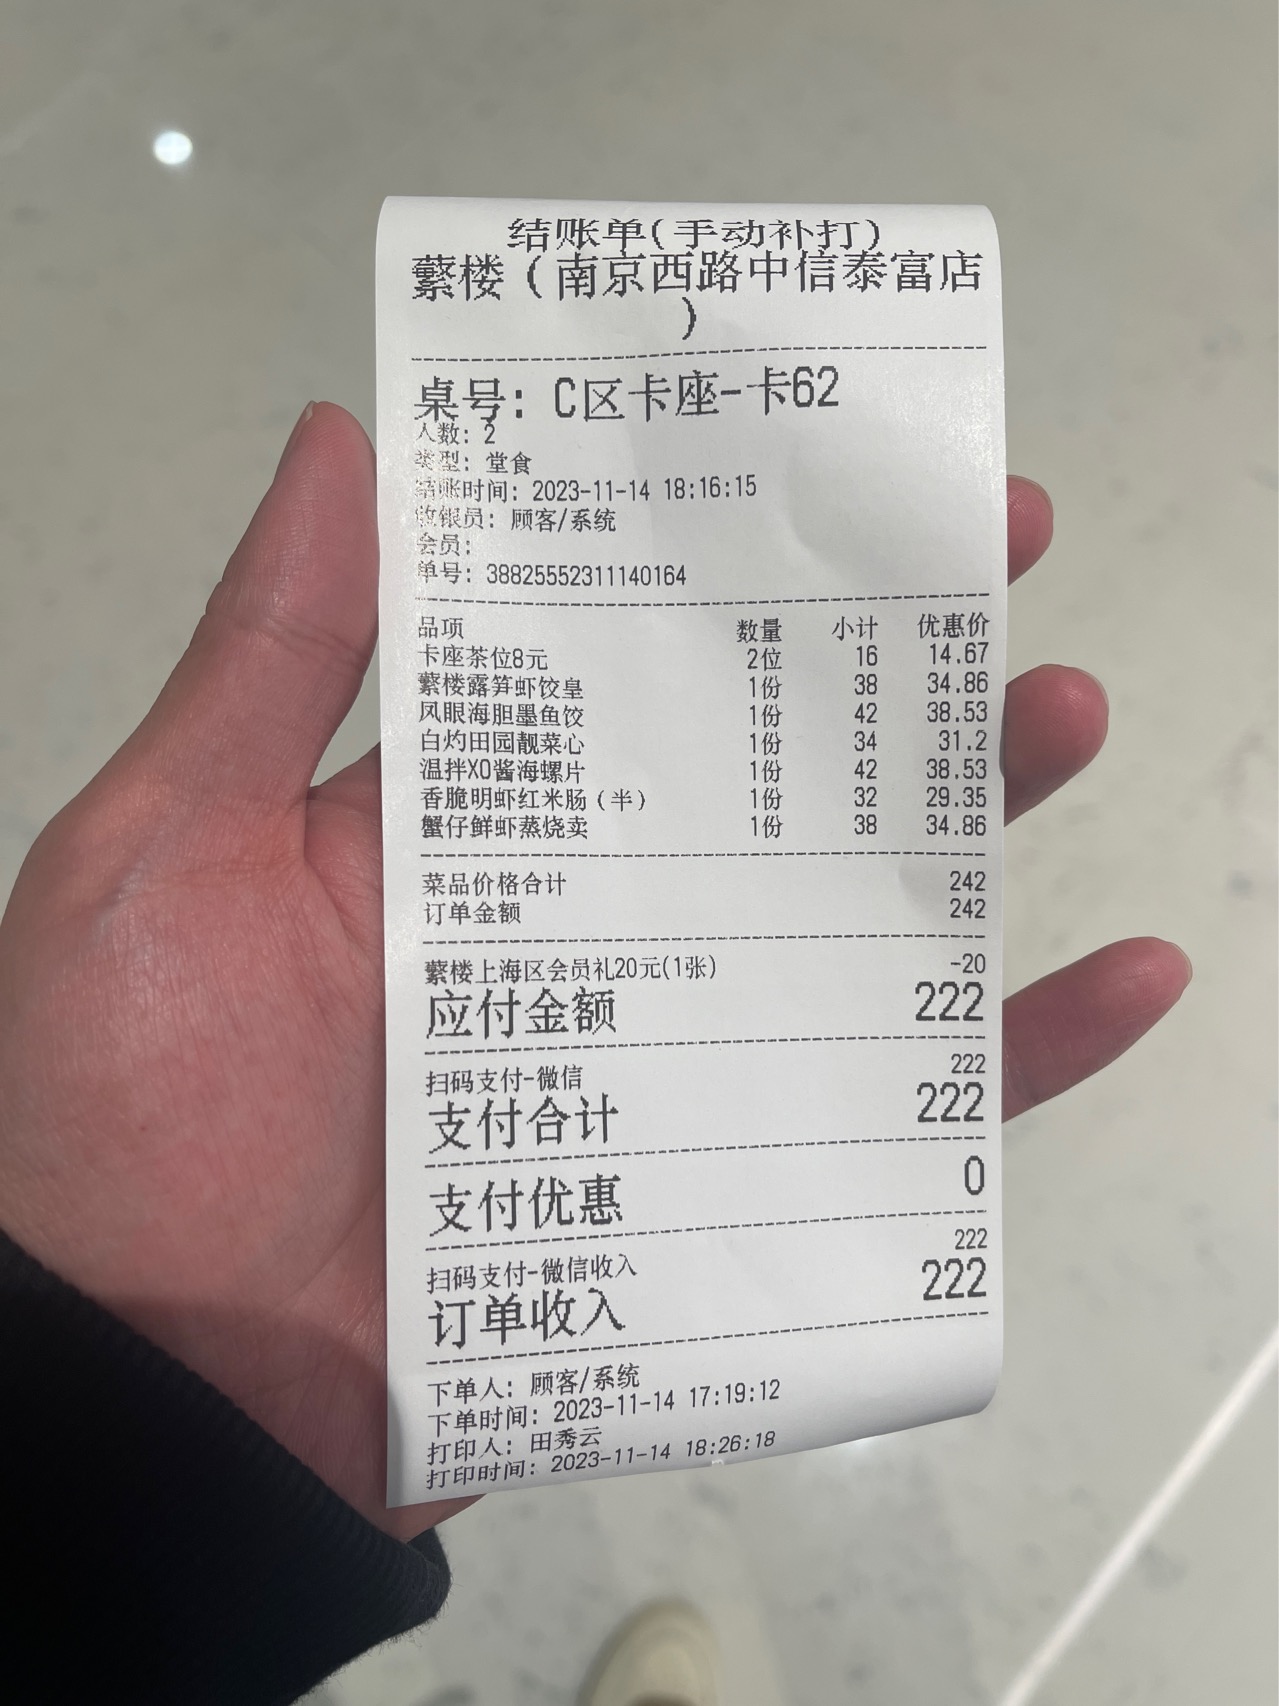 结账单(手动补打)
蘩楼（南京西路中信泰富店
）
桌号: C区卡座-卡62
人数: 2
类型: 堂食
结账时间: 2023-11-14 18:16:15
收银员: 顾客/系统
会员:
单号: 38825552311140164
品项 数量 小计 优惠价
卡座茶位8元 2位 16 14.67
蘩楼露笋虾饺皇 1份 38 34.86
凤眼海胆墨鱼饺 1份 42 38.53
白灼田园靓菜心 1份 34 31.2
温拌XO酱海螺片 1份 42 38.53
香脆明虾红米肠（半） 1份 32 29.35
蟹仔鲜虾蒸烧卖 1份 38 34.86
菜品价格合计 242
订单金额 242
蘩楼上海区会员礼20元(1张) -20
应付金额 222
扫码支付-微信 222
支付合计 222
支付优惠 0
扫码支付-微信收入 222
订单收入 222
下单人: 顾客/系统
下单时间: 2023-11-14 17:19:12
打印人: 田秀云
打印时间: 2023-11-14 18:26:18